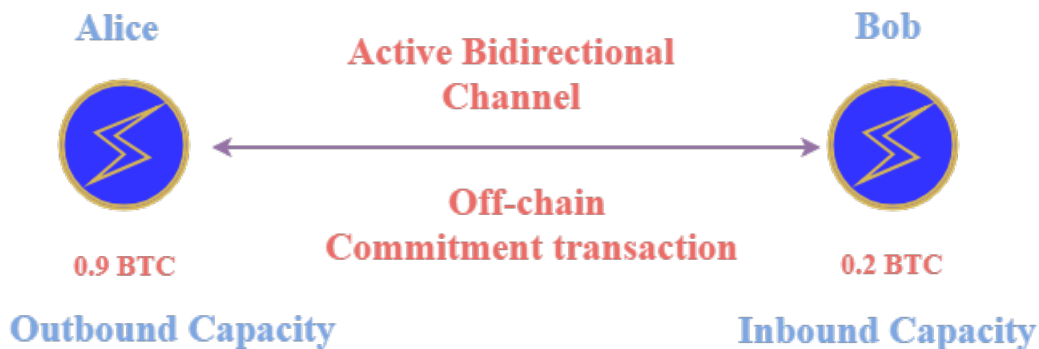 Alice
Bob
Active Bidirectional
Channel
Off-chain
Commitment transaction
0.9 BTC
0.2 BTC
Outbound Capacity
Inbound Capacity